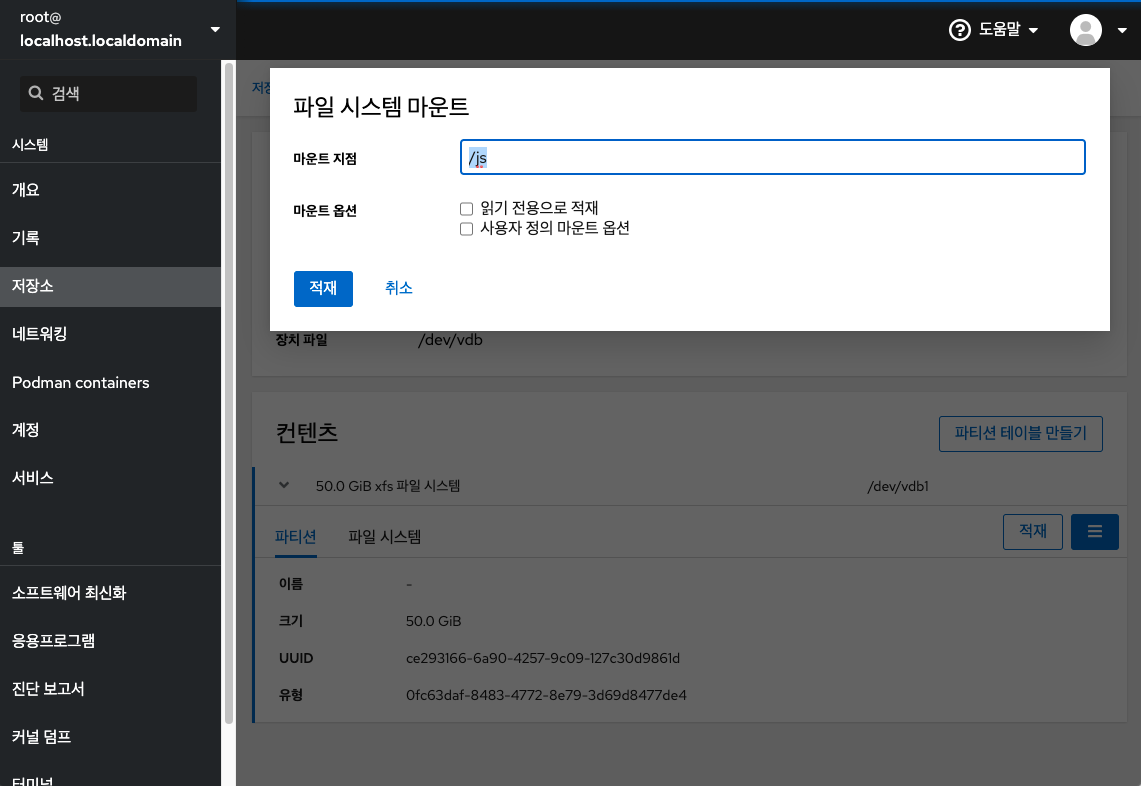 root@
localhost.localdomain
도움말
검색
시스템
개요
기록
저장소
네트워킹
Podman containers
계정
서비스
툴
소프트웨어 최신화
응용프로그램
진단 보고서
커널 덤프
터미널
파일 시스템 마운트
마운트 지점 /js
마운트 옵션 읽기 전용으로 적재
사용자 정의 마운트 옵션
적재 취소
장치 파일 /dev/vdb
컨텐츠 파티션 테이블 만들기
50.0 GiB xfs 파일 시스템 /dev/vdb1
파티션 파일 시스템 적재
이름 -
크기 50.0 GiB
UUID ce293166-6a90-4257-9c09-127c30d9861d
유형 0fc63daf-8483-4772-8e79-3d69d8477de4